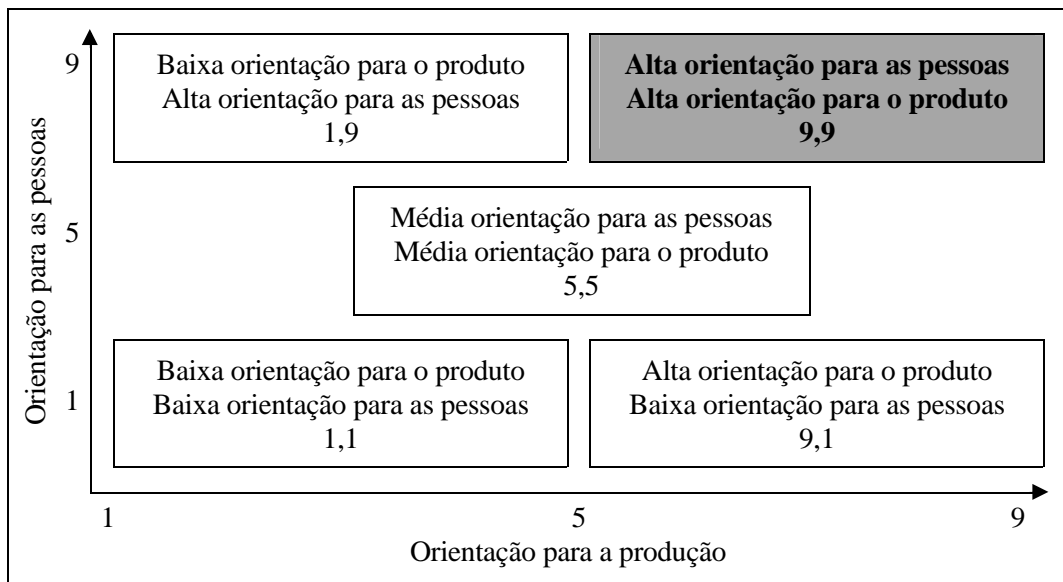 Orientação para as pessoas
9
5
1
Baixa orientação para o produto
Alta orientação para as pessoas
1,9
Alta orientação para as pessoas
Alta orientação para o produto
9,9
Média orientação para as pessoas
Média orientação para o produto
5,5
Baixa orientação para o produto
Baixa orientação para as pessoas
1,1
Alta orientação para o produto
Baixa orientação para as pessoas
9,1
1
5
9
Orientação para a produção